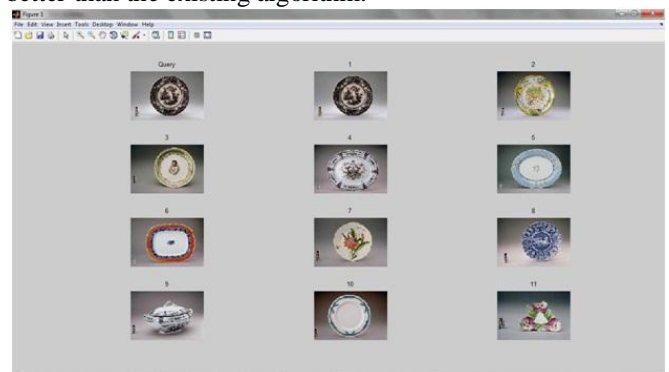 better than the existing algorithm.
Figure 1
File Edit View Insert Tools Desktop Window Help
Query 1 2
3 4 5
6 7 8
9 10 11